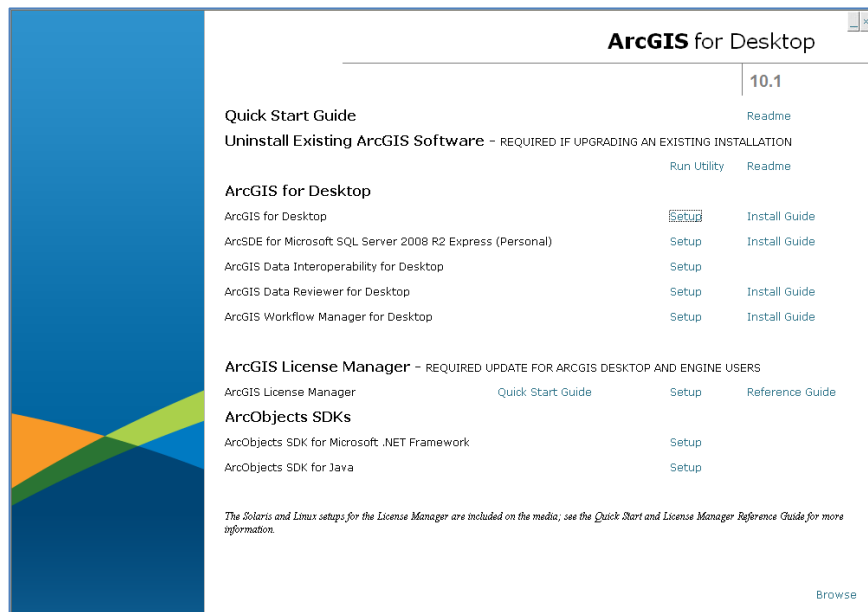 ArcGIS for Desktop
10.1
Quick Start Guide Readme
Uninstall Existing ArcGIS Software - REQUIRED IF UPGRADING AN EXISTING INSTALLATION
Run Utility Readme
ArcGIS for Desktop
ArcGIS for Desktop Setup Install Guide
ArcSDE for Microsoft SQL Server 2008 R2 Express (Personal) Setup Install Guide
ArcGIS Data Interoperability for Desktop Setup
ArcGIS Data Reviewer for Desktop Setup Install Guide
ArcGIS Workflow Manager for Desktop Setup Install Guide
ArcGIS License Manager - REQUIRED UPDATE FOR ARCGIS DESKTOP AND ENGINE USERS
ArcGIS License Manager Quick Start Guide Setup Reference Guide
ArcObjects SDKs
ArcObjects SDK for Microsoft .NET Framework Setup
ArcObjects SDK for Java Setup
The Solaris and Linux setups for the License Manager are included on the media; see the Quick Start and License Manager Reference Guide for more
information.
Browse